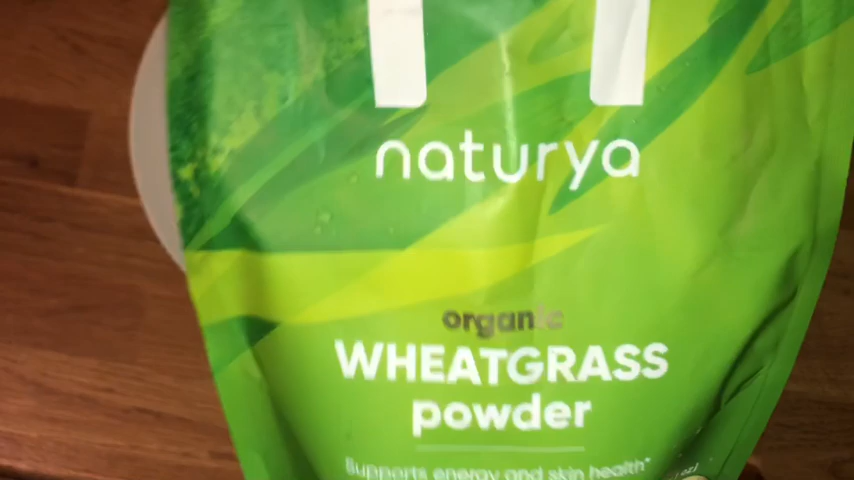 naturya
organic
WHEATGRASS
powder
Supports energy and skin health*